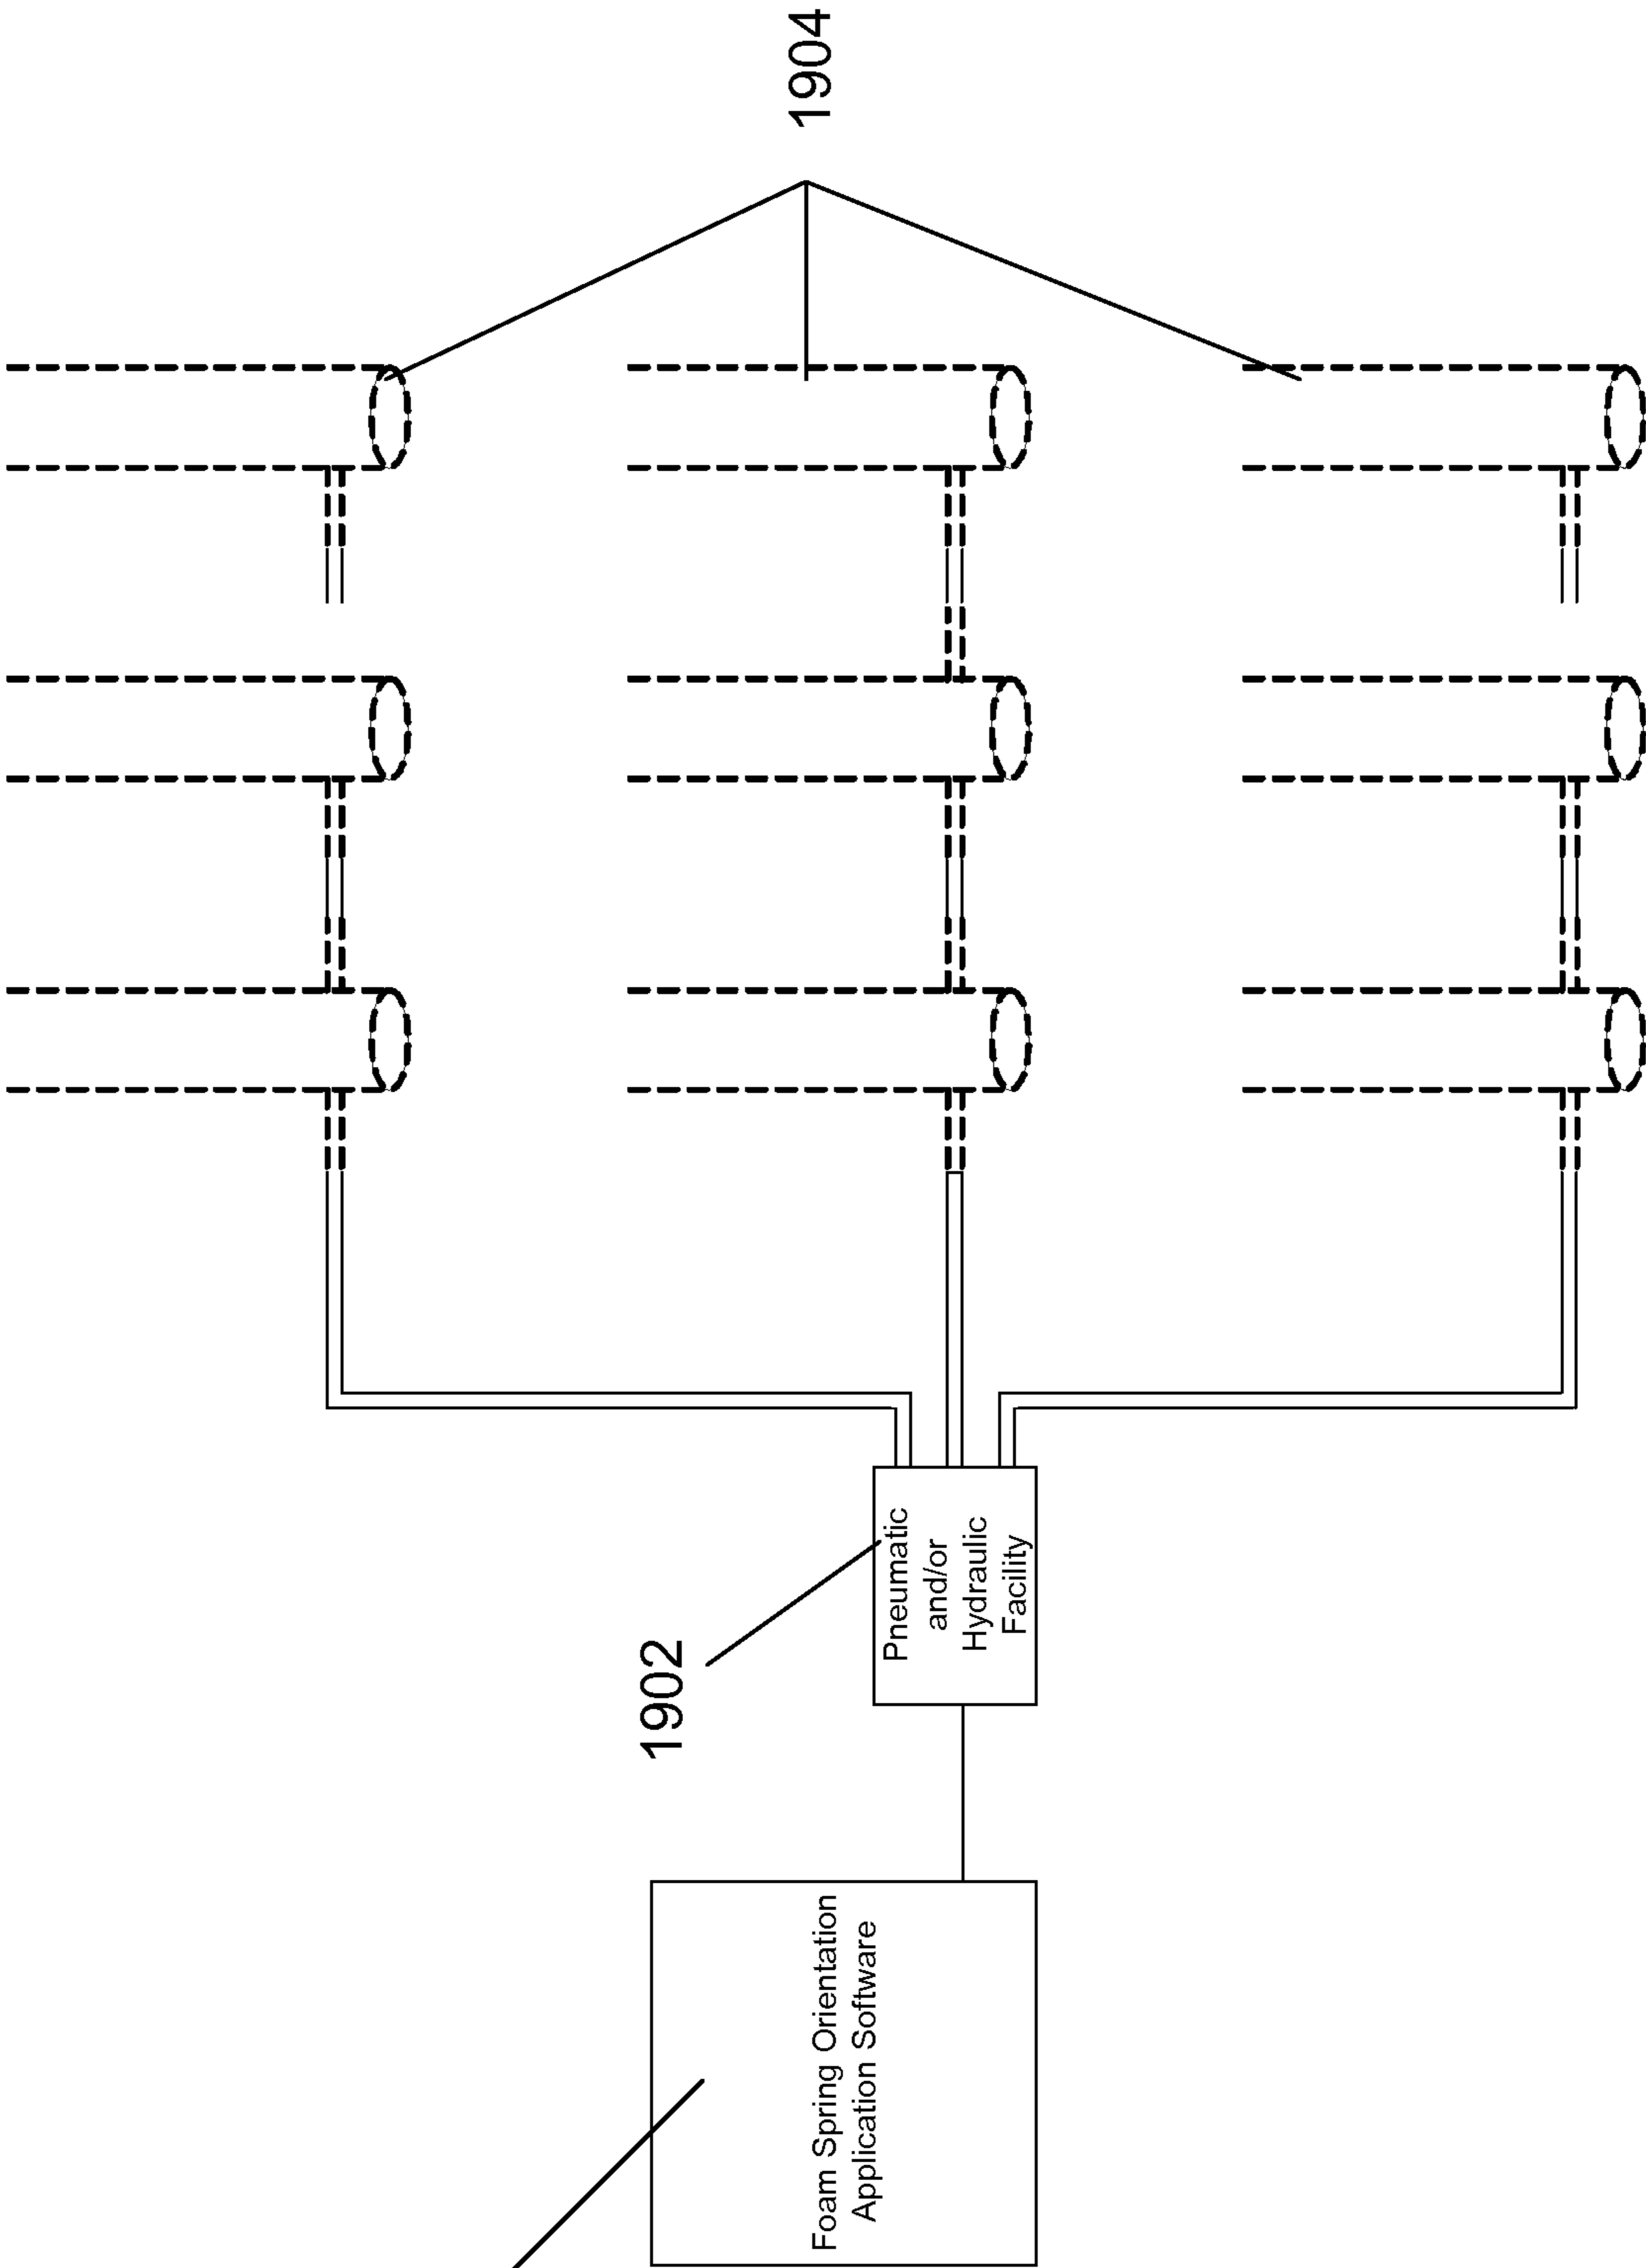 1904
1902
Pneumatic
and/or
Hydraulic
Facility
Foam Spring Orientation
Application Software